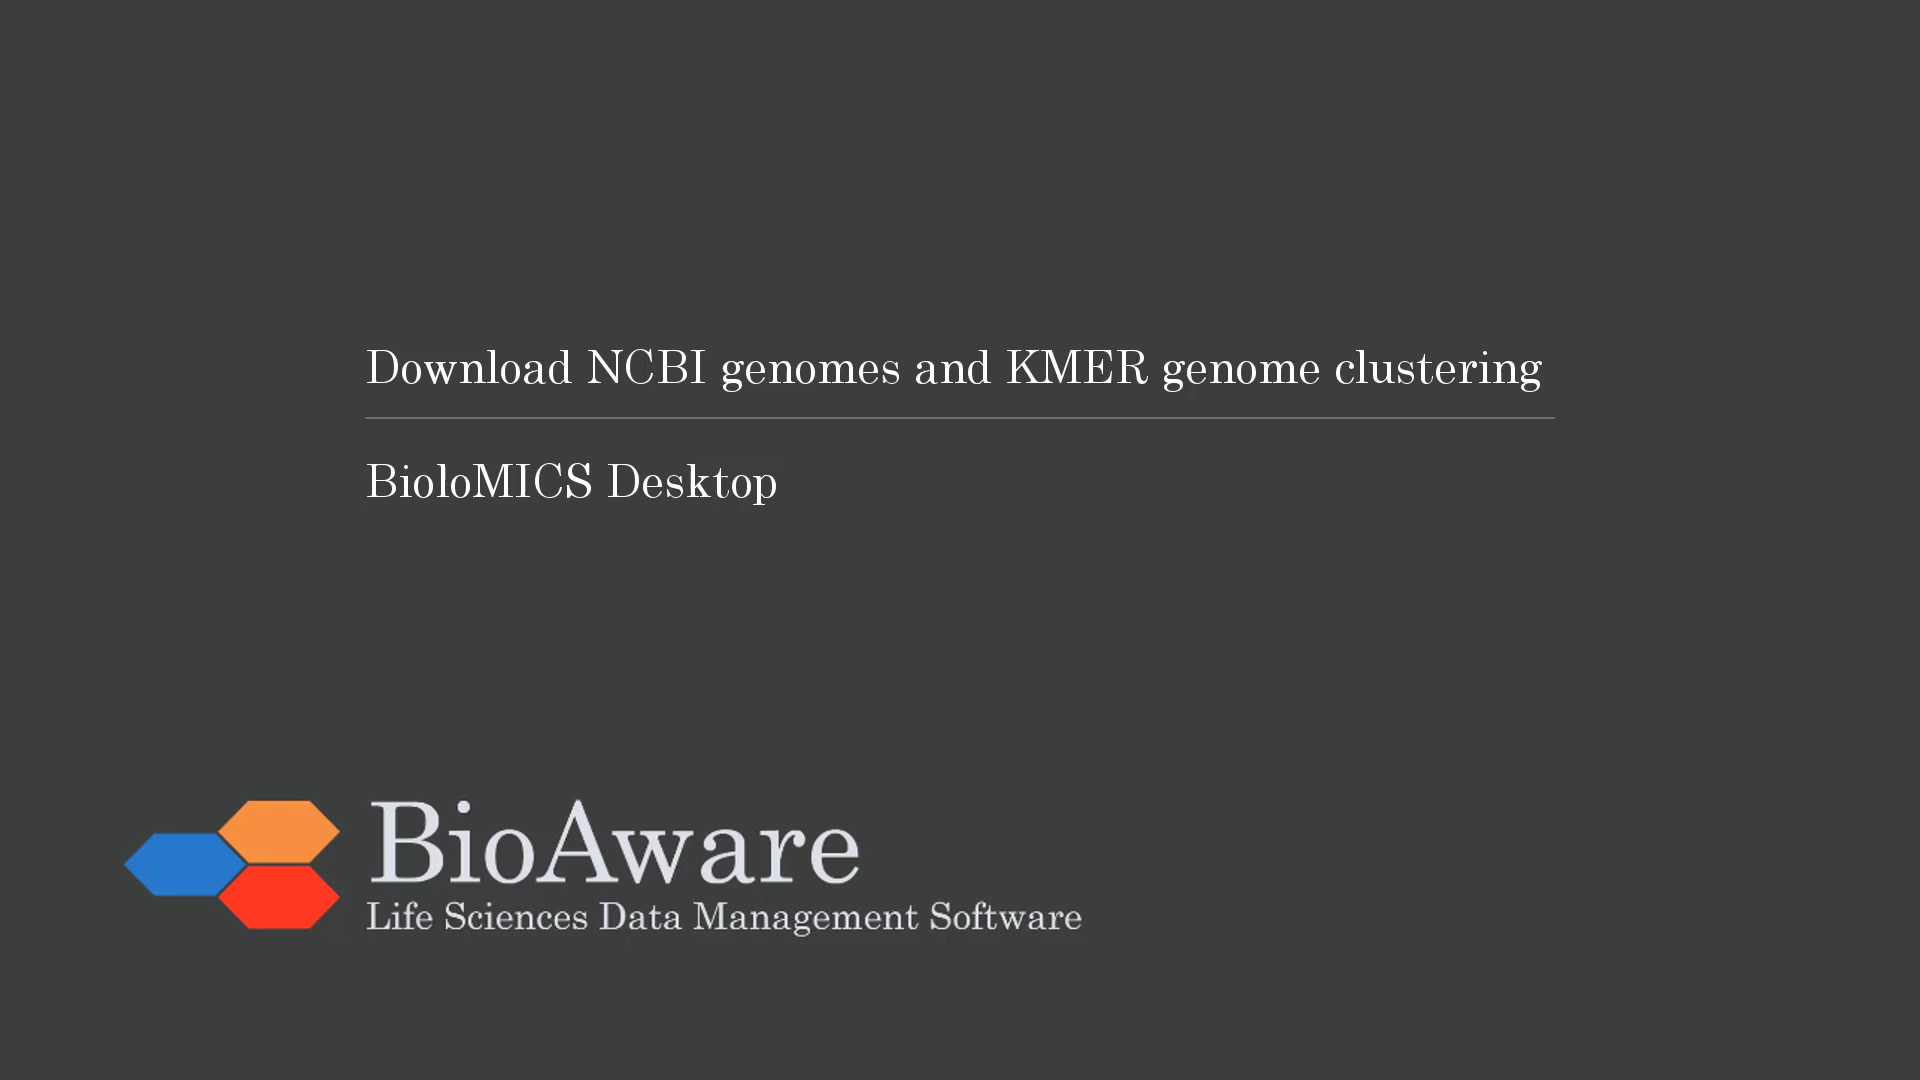 Download NCBI genomes and KMER genome clustering
BioloMICS Desktop
BioAware
Life Sciences Data Management Software